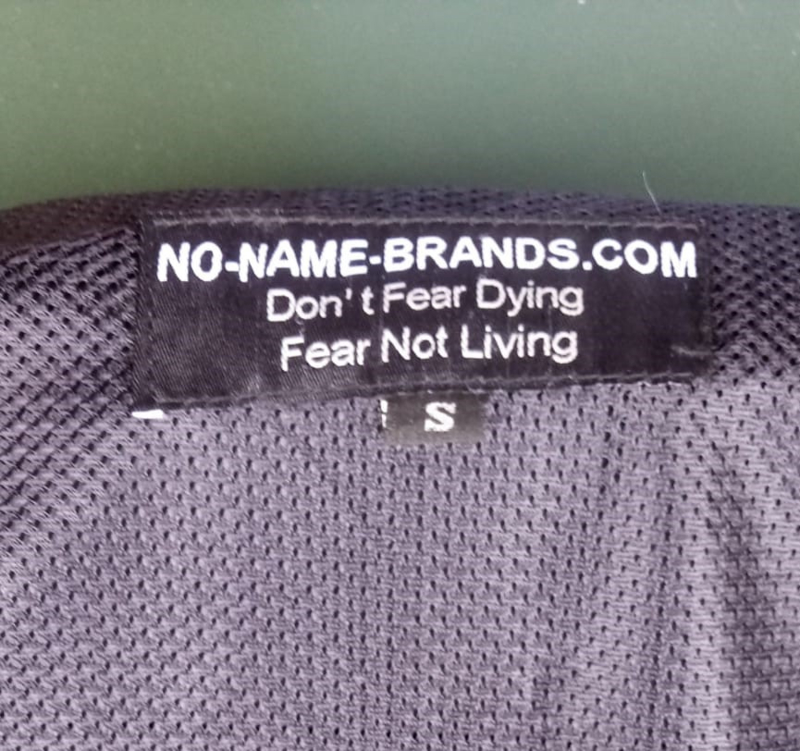 NO-NAME-BRANDS.COM
Don't Fear Dying
Fear Not Living
S